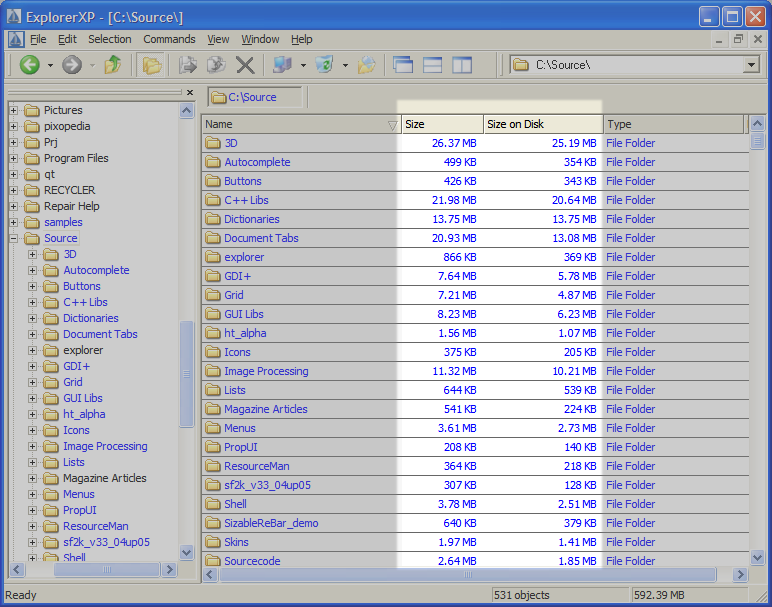 ExplorerXP - [C:\Source\]
File Edit Selection Commands View Window Help
C:\Source\
Pictures
pixopedia
Prj
Program Files
qt
RECYCLER
Repair Help
samples
Source
3D
Autocomplete
Buttons
C++ Libs
Dictionaries
Document Tabs
explorer
GDI+
Grid
GUI Libs
ht_alpha
Icons
Image Processing
Lists
Magazine Articles
Menus
PropUI
ResourceMan
sf2k_v33_04up05
Shell
C:\Source
Name Size Size on Disk Type
3D 26.37 MB 25.19 MB File Folder
Autocomplete 499 KB 354 KB File Folder
Buttons 426 KB 343 KB File Folder
C++ Libs 21.98 MB 20.64 MB File Folder
Dictionaries 13.75 MB 13.75 MB File Folder
Document Tabs 20.93 MB 13.08 MB File Folder
explorer 866 KB 369 KB File Folder
GDI+ 7.64 MB 5.78 MB File Folder
Grid 7.21 MB 4.87 MB File Folder
GUI Libs 8.23 MB 6.23 MB File Folder
ht_alpha 1.56 MB 1.07 MB File Folder
Icons 375 KB 205 KB File Folder
Image Processing 11.32 MB 10.21 MB File Folder
Lists 644 KB 539 KB File Folder
Magazine Articles 541 KB 224 KB File Folder
Menus 3.61 MB 2.73 MB File Folder
PropUI 208 KB 140 KB File Folder
ResourceMan 364 KB 218 KB File Folder
sf2k_v33_04up05 307 KB 128 KB File Folder
Shell 3.78 MB 2.51 MB File Folder
SizableReBar_demo 640 KB 379 KB File Folder
Skins 1.97 MB 1.41 MB File Folder
Sourcecode 2.64 MB 1.85 MB File Folder
Ready 531 objects 592.39 MB